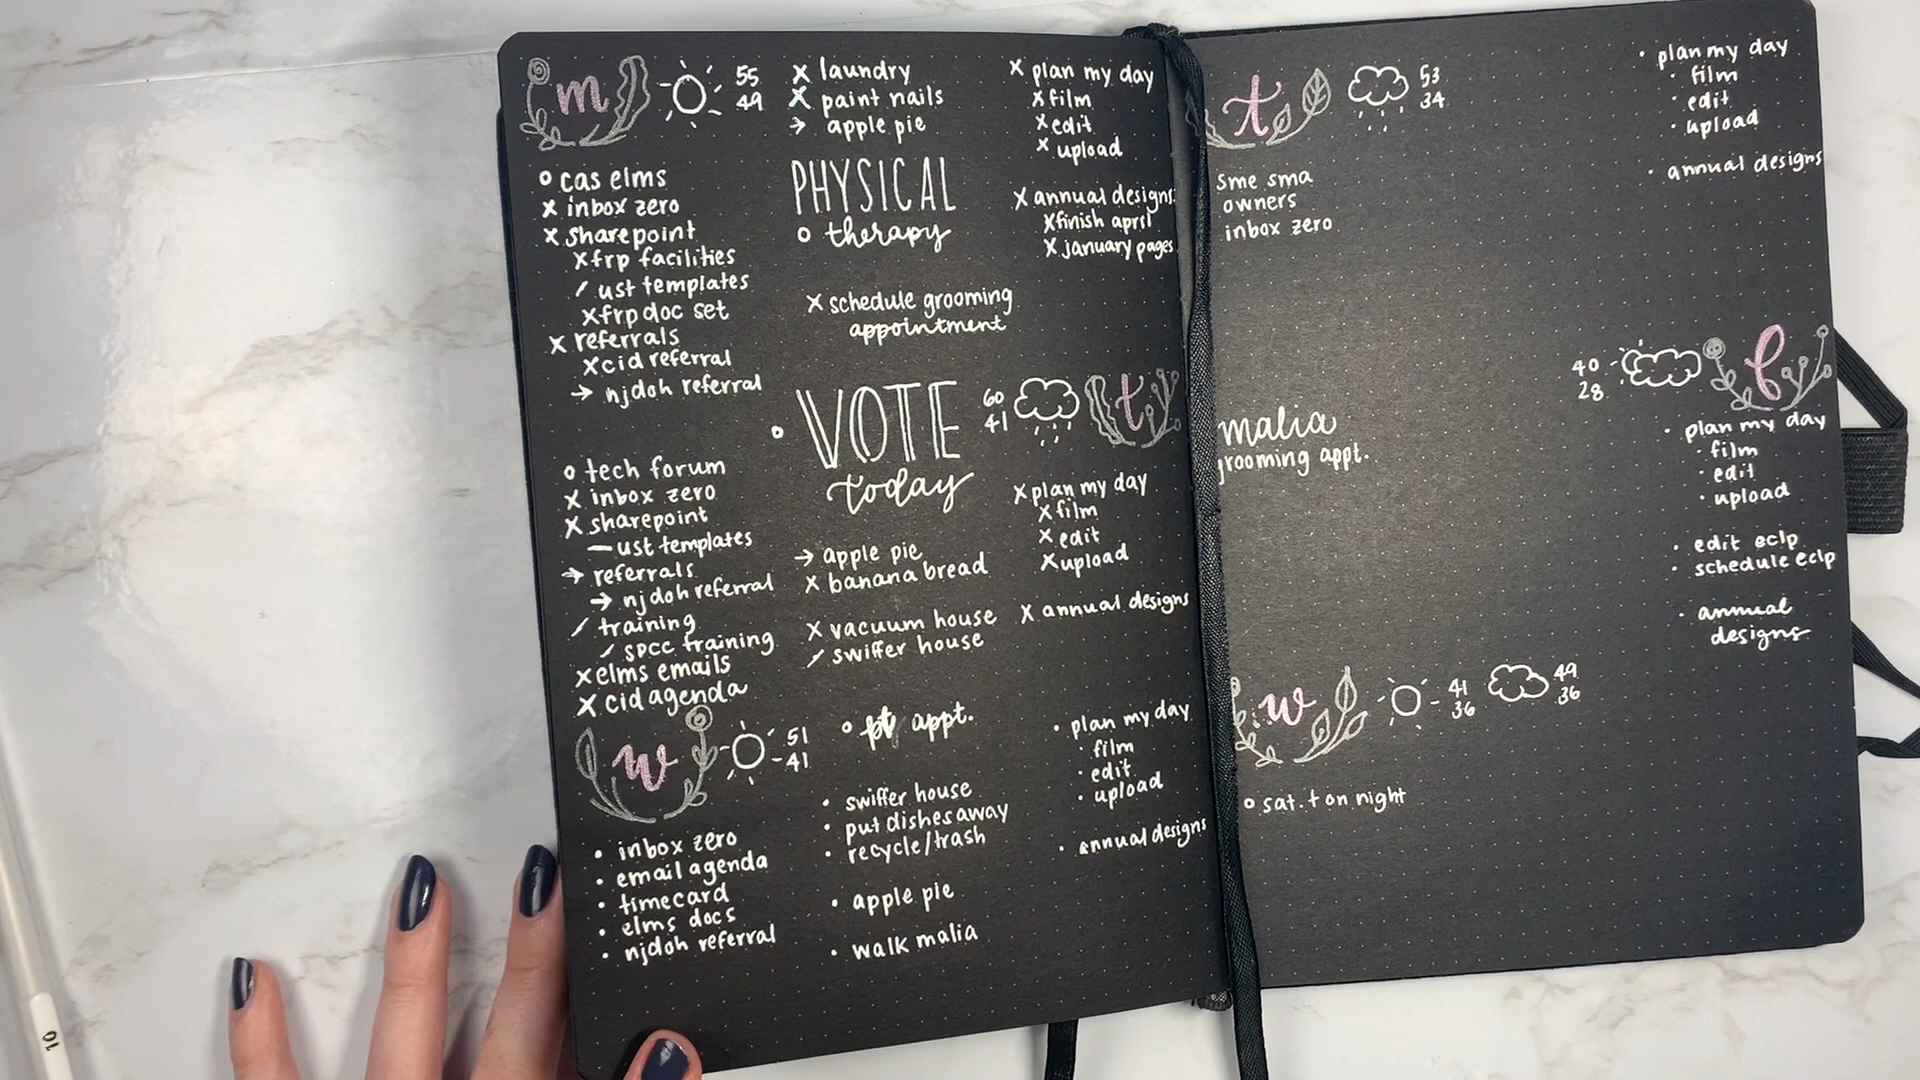 m
55
49
o cas elms
x inbox zero
x sharepoint
x frp facilities
/ ust templates
x frp doc set
x referrals
x cid referral
→ njdoh referral
x laundry
x paint nails
→ apple pie
PHYSICAL
o therapy
x schedule grooming
appointment
x plan my day
x film
x edit
x upload
x annual designs
x finish april
x january pages
o VOTE
today
60
41
t
o tech forum
x inbox zero
x sharepoint
— ust templates
→ referrals
→ njdoh referral
/ training
/ spcc training
x elms emails
x cid agenda
→ apple pie
x banana bread
x vacuum house
/ swiffer house
x plan my day
x film
x edit
x upload
x annual designs
w
51
41
• inbox zero
• email agenda
• timecard
• elms docs
• njdoh referral
o pt appt.
• swiffer house
• put dishes away
• recycle/trash
• apple pie
• walk malia
• plan my day
• film
• edit
• upload
• annual designs
t
53
34
sme sma
owners
inbox zero
malia
grooming appt.
• plan my day
• film
• edit
• upload
• annual designs
40
28
f
• plan my day
• film
• edit
• upload
• edit eclp
• schedule eclp
• annual
designs
w
41
36
49
36
o sat. t on night
10